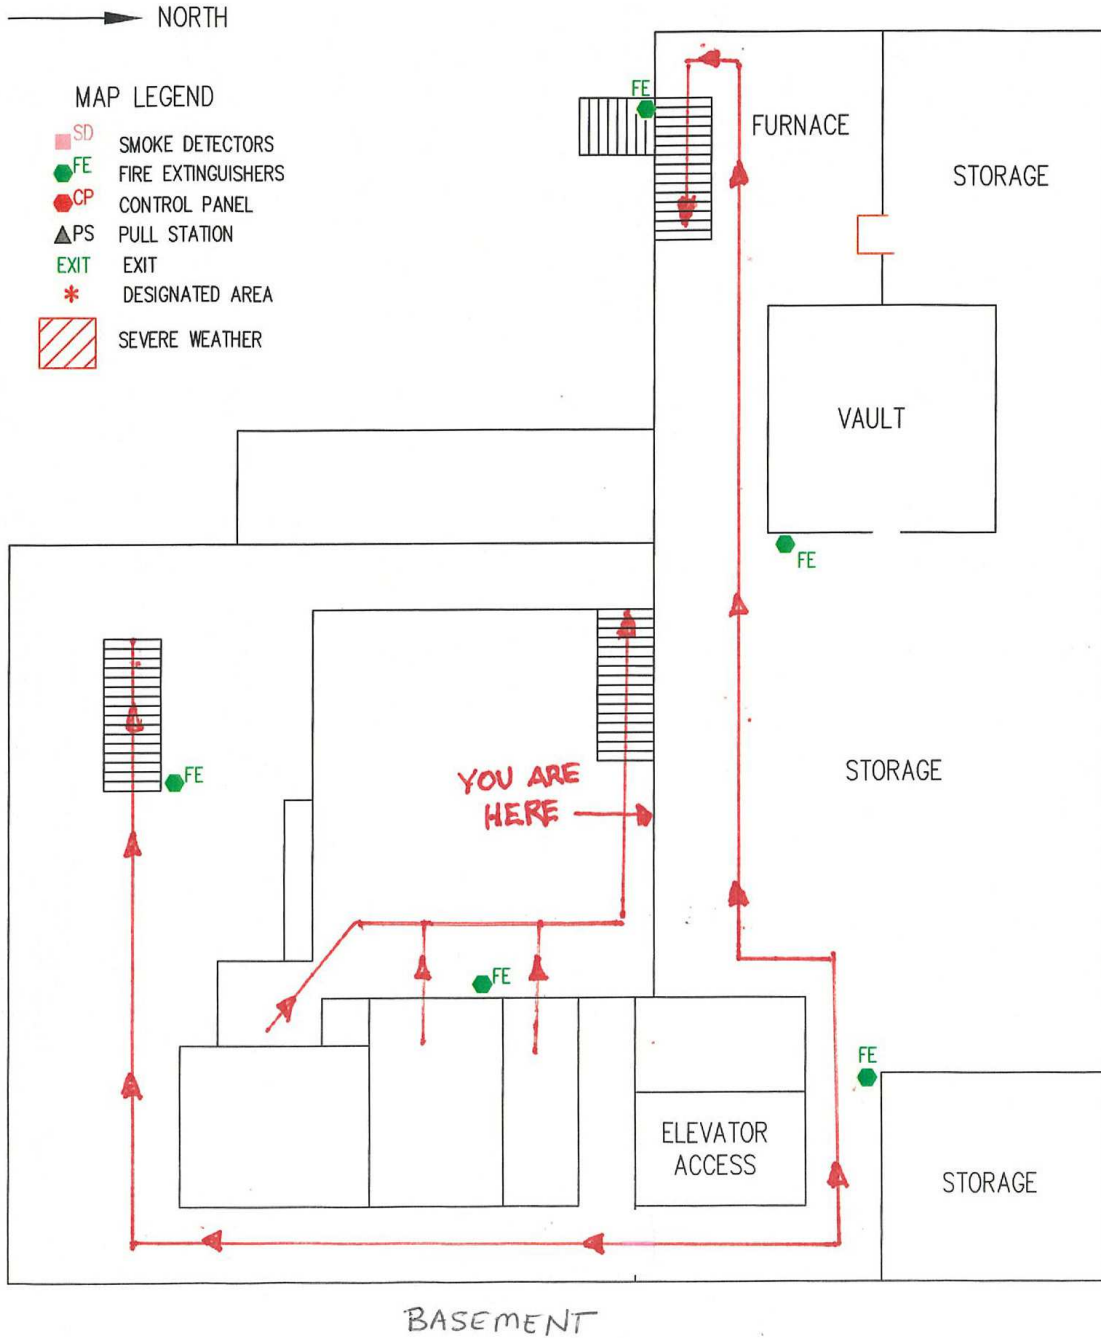 NORTH
MAP LEGEND
SD SMOKE DETECTORS
FE FIRE EXTINGUISHERS
CP CONTROL PANEL
PS PULL STATION
EXIT EXIT
* DESIGNATED AREA
SEVERE WEATHER
FE
FURNACE
STORAGE
VAULT
FE
FE
STORAGE
YOU ARE
HERE
FE
FE
ELEVATOR
ACCESS
STORAGE
BASEMENT